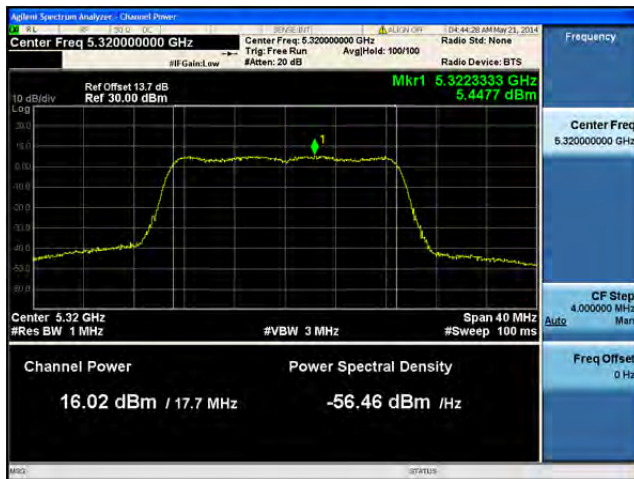 Agilent Spectrum Analyzer - Channel Power
RL RF 50 Ω DC SENSE:INT ALIGN OFF 04:44:28 AM May 21, 2014
Center Freq 5.320000000 GHz
Center Freq: 5.320000000 GHz
Radio Std: None
Trig: Free Run Avg|Hold: 100/100
#IFGain:Low #Atten: 20 dB Radio Device: BTS
Frequency
Mkr1 5.3223333 GHz
5.4477 dBm
Ref Offset 13.7 dB
10 dB/div Ref 30.00 dBm
Log
1
Center Freq
5.320000000 GHz
Center 5.32 GHz Span 40 MHz
#Res BW 1 MHz #VBW 3 MHz #Sweep 100 ms
CF Step
4.000000 MHz
Auto Man
Channel Power Power Spectral Density
16.02 dBm / 17.7 MHz -56.46 dBm /Hz
Freq Offset
0 Hz
MSG STATUS